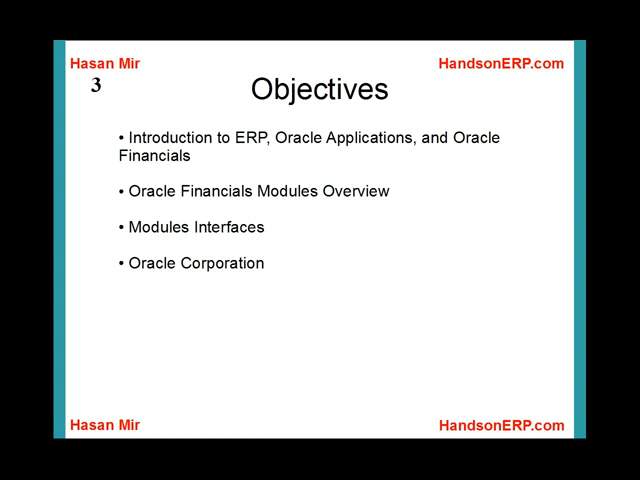 Hasan Mir
HandsonERP.com
3
Objectives
• Introduction to ERP, Oracle Applications, and Oracle
Financials
• Oracle Financials Modules Overview
• Modules Interfaces
• Oracle Corporation
Hasan Mir
HandsonERP.com